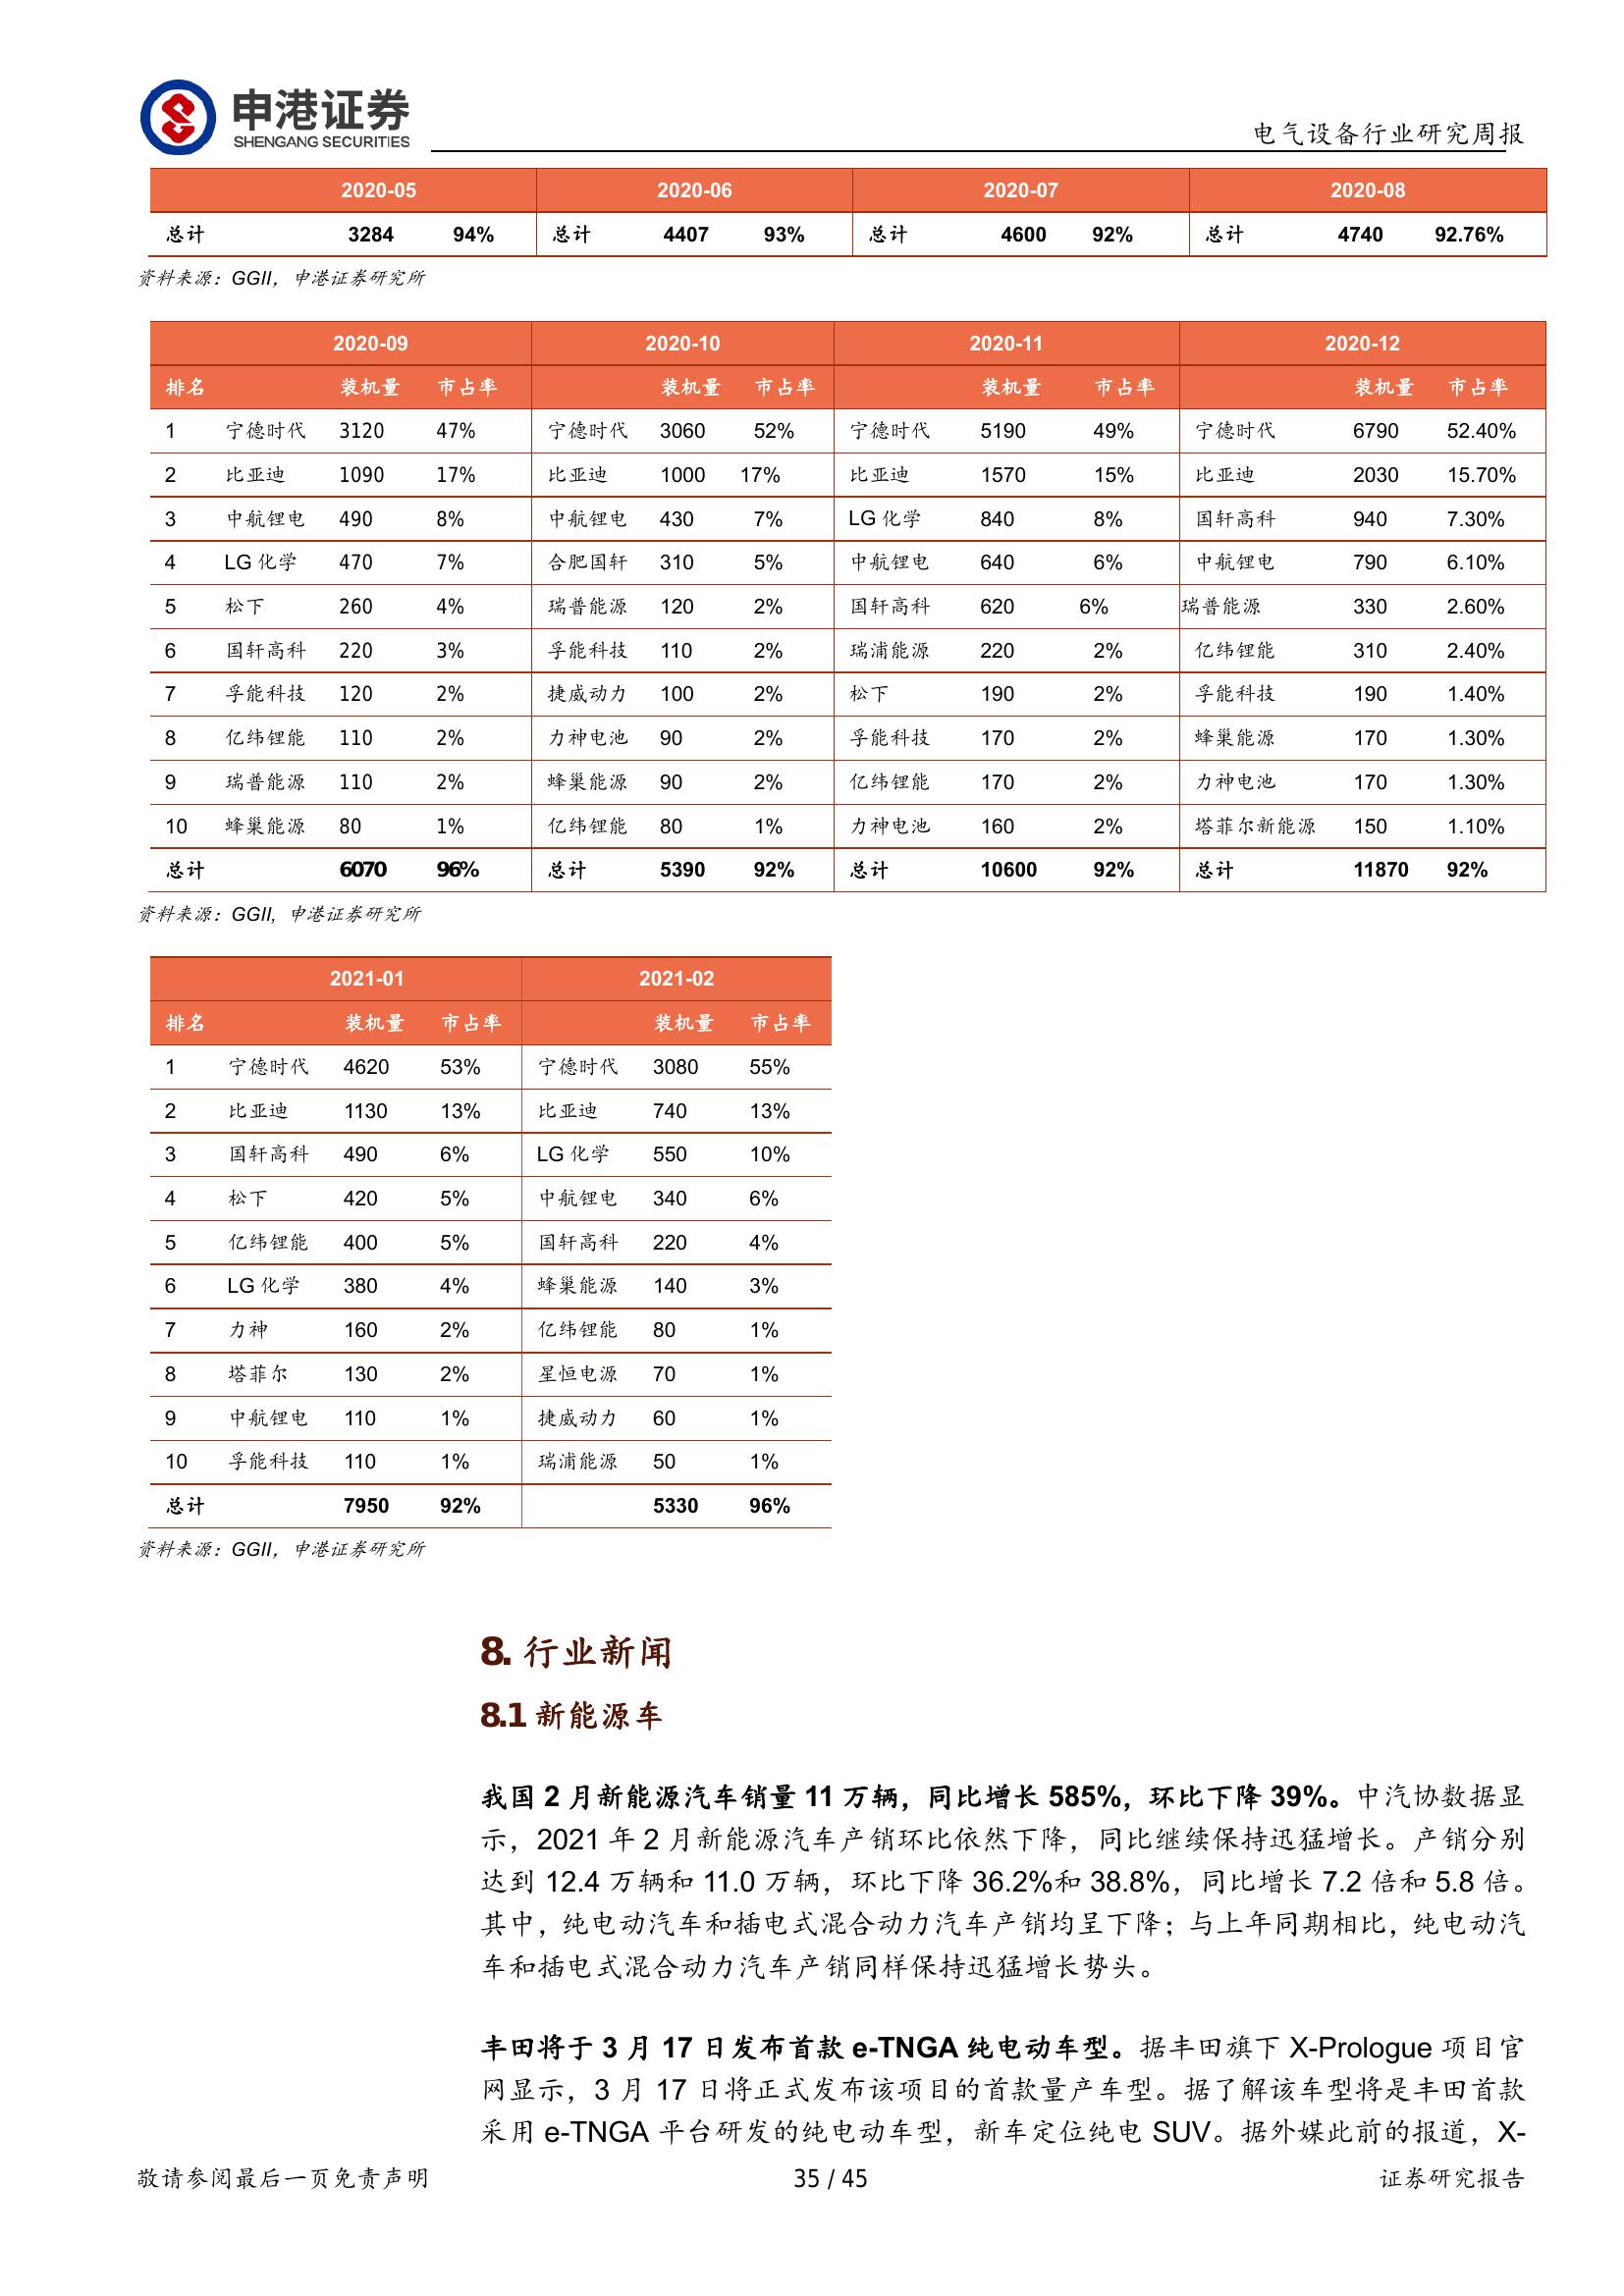 申港证券
SHENGANG SECURITIES
电气设备行业研究周报
2020-05 2020-06 2020-07 2020-08
总计 3284 94% 总计 4407 93% 总计 4600 92% 总计 4740 92.76%
资料来源：GGII，申港证券研究所
2020-09 2020-10 2020-11 2020-12
排名 装机量 市占率 装机量 市占率 装机量 市占率 装机量 市占率
1 宁德时代 3120 47% 宁德时代 3060 52% 宁德时代 5190 49% 宁德时代 6790 52.40%
2 比亚迪 1090 17% 比亚迪 1000 17% 比亚迪 1570 15% 比亚迪 2030 15.70%
3 中航锂电 490 8% 中航锂电 430 7% LG 化学 840 8% 国轩高科 940 7.30%
4 LG 化学 470 7% 合肥国轩 310 5% 中航锂电 640 6% 中航锂电 790 6.10%
5 松下 260 4% 瑞普能源 120 2% 国轩高科 620 6% 瑞普能源 330 2.60%
6 国轩高科 220 3% 孚能科技 110 2% 瑞浦能源 220 2% 亿纬锂能 310 2.40%
7 孚能科技 120 2% 捷威动力 100 2% 松下 190 2% 孚能科技 190 1.40%
8 亿纬锂能 110 2% 力神电池 90 2% 孚能科技 170 2% 蜂巢能源 170 1.30%
9 瑞普能源 110 2% 蜂巢能源 90 2% 亿纬锂能 170 2% 力神电池 170 1.30%
10 蜂巢能源 80 1% 亿纬锂能 80 1% 力神电池 160 2% 塔菲尔新能源 150 1.10%
总计 6070 96% 总计 5390 92% 总计 10600 92% 总计 11870 92%
资料来源：GGII，申港证券研究所
2021-01 2021-02
排名 装机量 市占率 装机量 市占率
1 宁德时代 4620 53% 宁德时代 3080 55%
2 比亚迪 1130 13% 比亚迪 740 13%
3 国轩高科 490 6% LG 化学 550 10%
4 松下 420 5% 中航锂电 340 6%
5 亿纬锂能 400 5% 国轩高科 220 4%
6 LG 化学 380 4% 蜂巢能源 140 3%
7 力神 160 2% 亿纬锂能 80 1%
8 塔菲尔 130 2% 星恒电源 70 1%
9 中航锂电 110 1% 捷威动力 60 1%
10 孚能科技 110 1% 瑞浦能源 50 1%
总计 7950 92% 5330 96%
资料来源：GGII，申港证券研究所
8. 行业新闻
8.1 新能源车
我国 2 月新能源汽车销量 11 万辆，同比增长 585%，环比下降 39%。中汽协数据显
示，2021 年 2 月新能源汽车产销环比依然下降，同比继续保持迅猛增长。产销分别
达到 12.4 万辆和 11.0 万辆，环比下降 36.2%和 38.8%，同比增长 7.2 倍和 5.8 倍。
其中，纯电动汽车和插电式混合动力汽车产销均呈下降；与上年同期相比，纯电动汽
车和插电式混合动力汽车产销同样保持迅猛增长势头。
丰田将于 3 月 17 日发布首款 e-TNGA 纯电动车型。据丰田旗下 X-Prologue 项目官
网显示，3 月 17 日将正式发布该项目的首款量产车型。据了解该车型将是丰田首款
采用 e-TNGA 平台研发的纯电动车型，新车定位纯电 SUV。据外媒此前的报道，X-
敬请参阅最后一页免责声明 35 / 45 证券研究报告